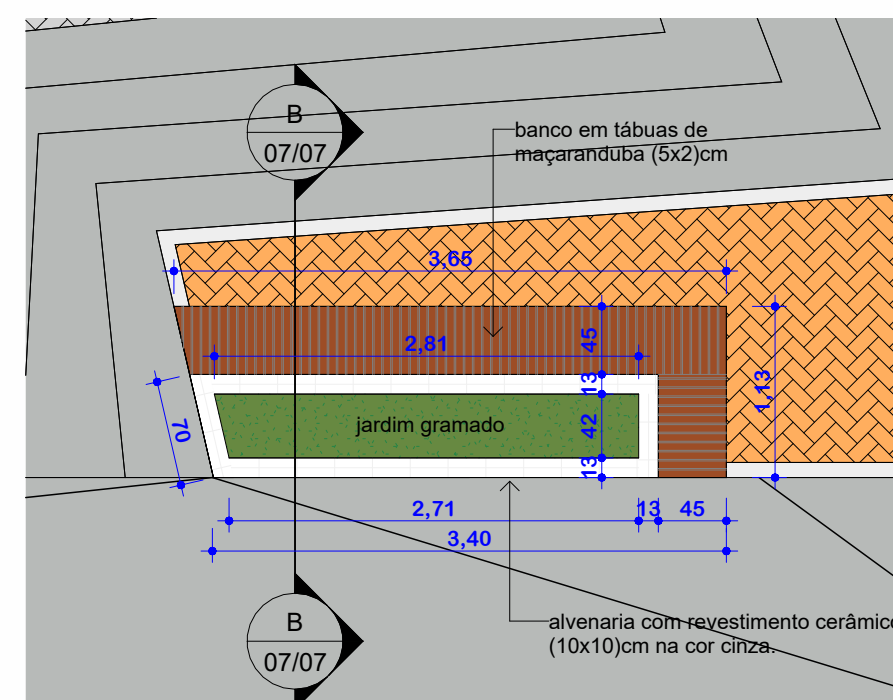 B
07/07
banco em tábuas de
maçaranduba (5x2)cm
3,65
2,81
45
13
42
13
1,13
70
jardim gramado
2,71
13
45
3,40
B
07/07
alvenaria com revestimento cerâmico
(10x10)cm na cor cinza.